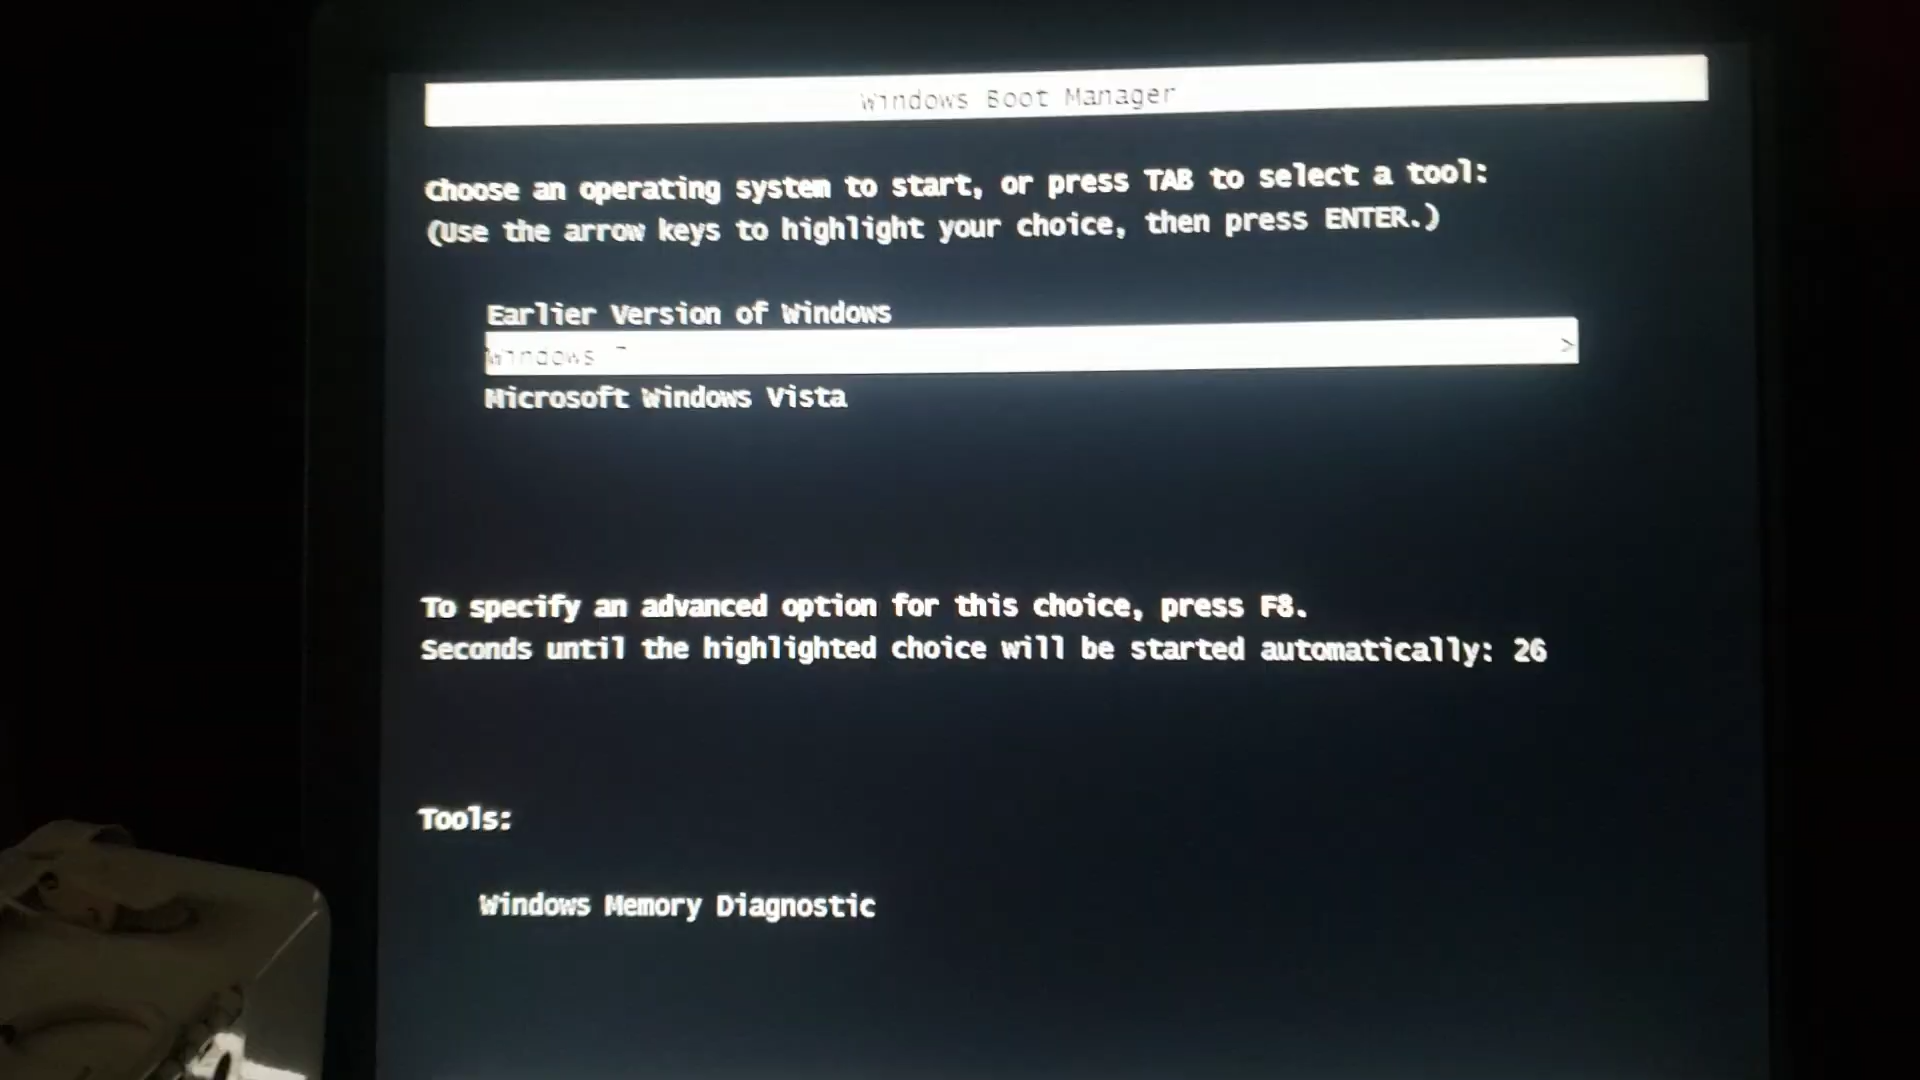 Windows Boot Manager
Choose an operating system to start, or press TAB to select a tool:
(Use the arrow keys to highlight your choice, then press ENTER.)
Earlier Version of Windows
Windows >
Microsoft Windows Vista
To specify an advanced option for this choice, press F8.
Seconds until the highlighted choice will be started automatically: 26
Tools:
Windows Memory Diagnostic